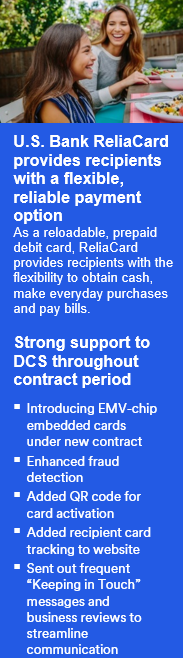 U.S. Bank ReliaCard
provides recipients
with a flexible,
reliable payment
option
As a reloadable, prepaid
debit card, ReliaCard
provides recipients with the
flexibility to obtain cash,
make everyday purchases
and pay bills.
Strong support to
DCS throughout
contract period
▪ Introducing EMV-chip
embedded cards
under new contract
▪ Enhanced fraud
detection
▪ Added QR code for
card activation
▪ Added recipient card
tracking to website
▪ Sent out frequent
“Keeping in Touch”
messages and
business reviews to
streamline
communication